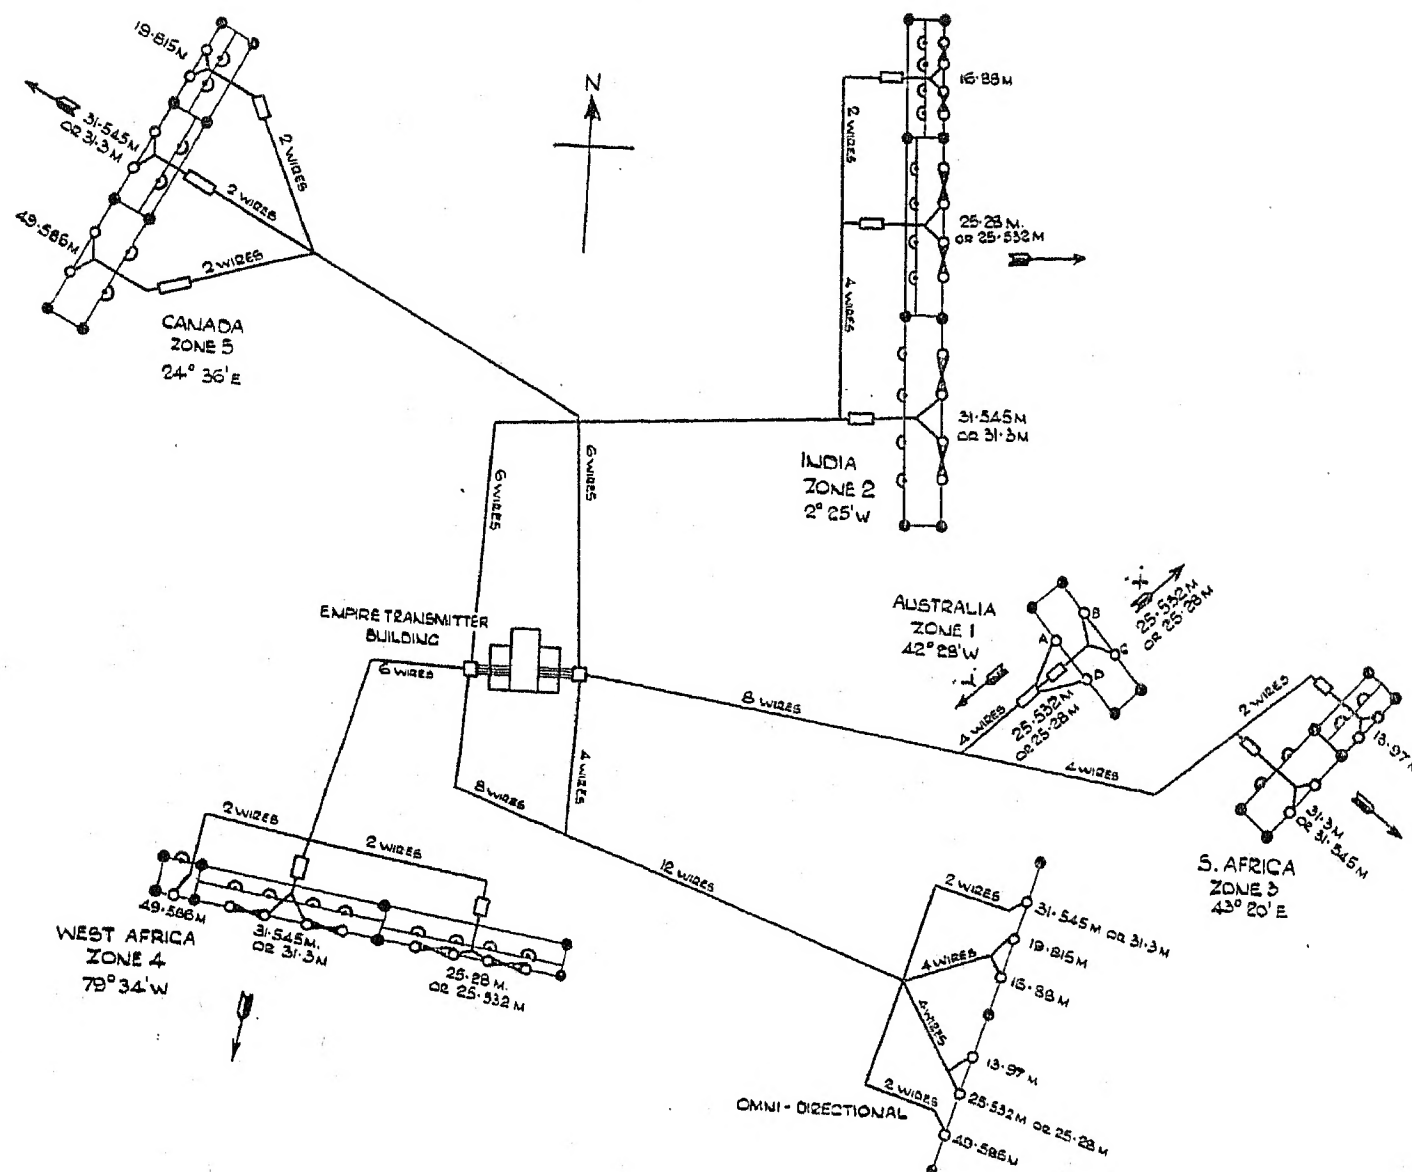 19·815M
31·545M
OR 31·3M
49·586M
2 WIRES
2 WIRES
2 WIRES
CANADA
ZONE 5
24° 36'E
N
16·88M
2 WIRES
25·28 M.
OR 25·532M
4 WIRES
31·545M
OR 31·3M
INDIA
ZONE 2
2° 25'W
6 WIRES
6 WIRES
EMPIRE TRANSMITTER
BUILDING
6 WIRES
8 WIRES
4 WIRES
8 WIRES
AUSTRALIA
ZONE 1
42° 28'W
A
B
C
D
25·532M
OR 25·28M
25·532M
OR 25·28M
4 WIRES
4 WIRES
2 WIRES
13·97M
31·3M
OR 31·545M
S. AFRICA
ZONE 3
43° 20'E
2 WIRES
2 WIRES
49·586M
31·545M.
OR 31·3M
25·28M.
OR 25·532M
WEST AFRICA
ZONE 4
79° 34'W
12 WIRES
2 WIRES
31·545M OR 31·3M
4 WIRES
19·815M
16·88M
4 WIRES
13·97M
2 WIRES
25·532M OR 25·28M
49·586M
OMNI-DIRECTIONAL